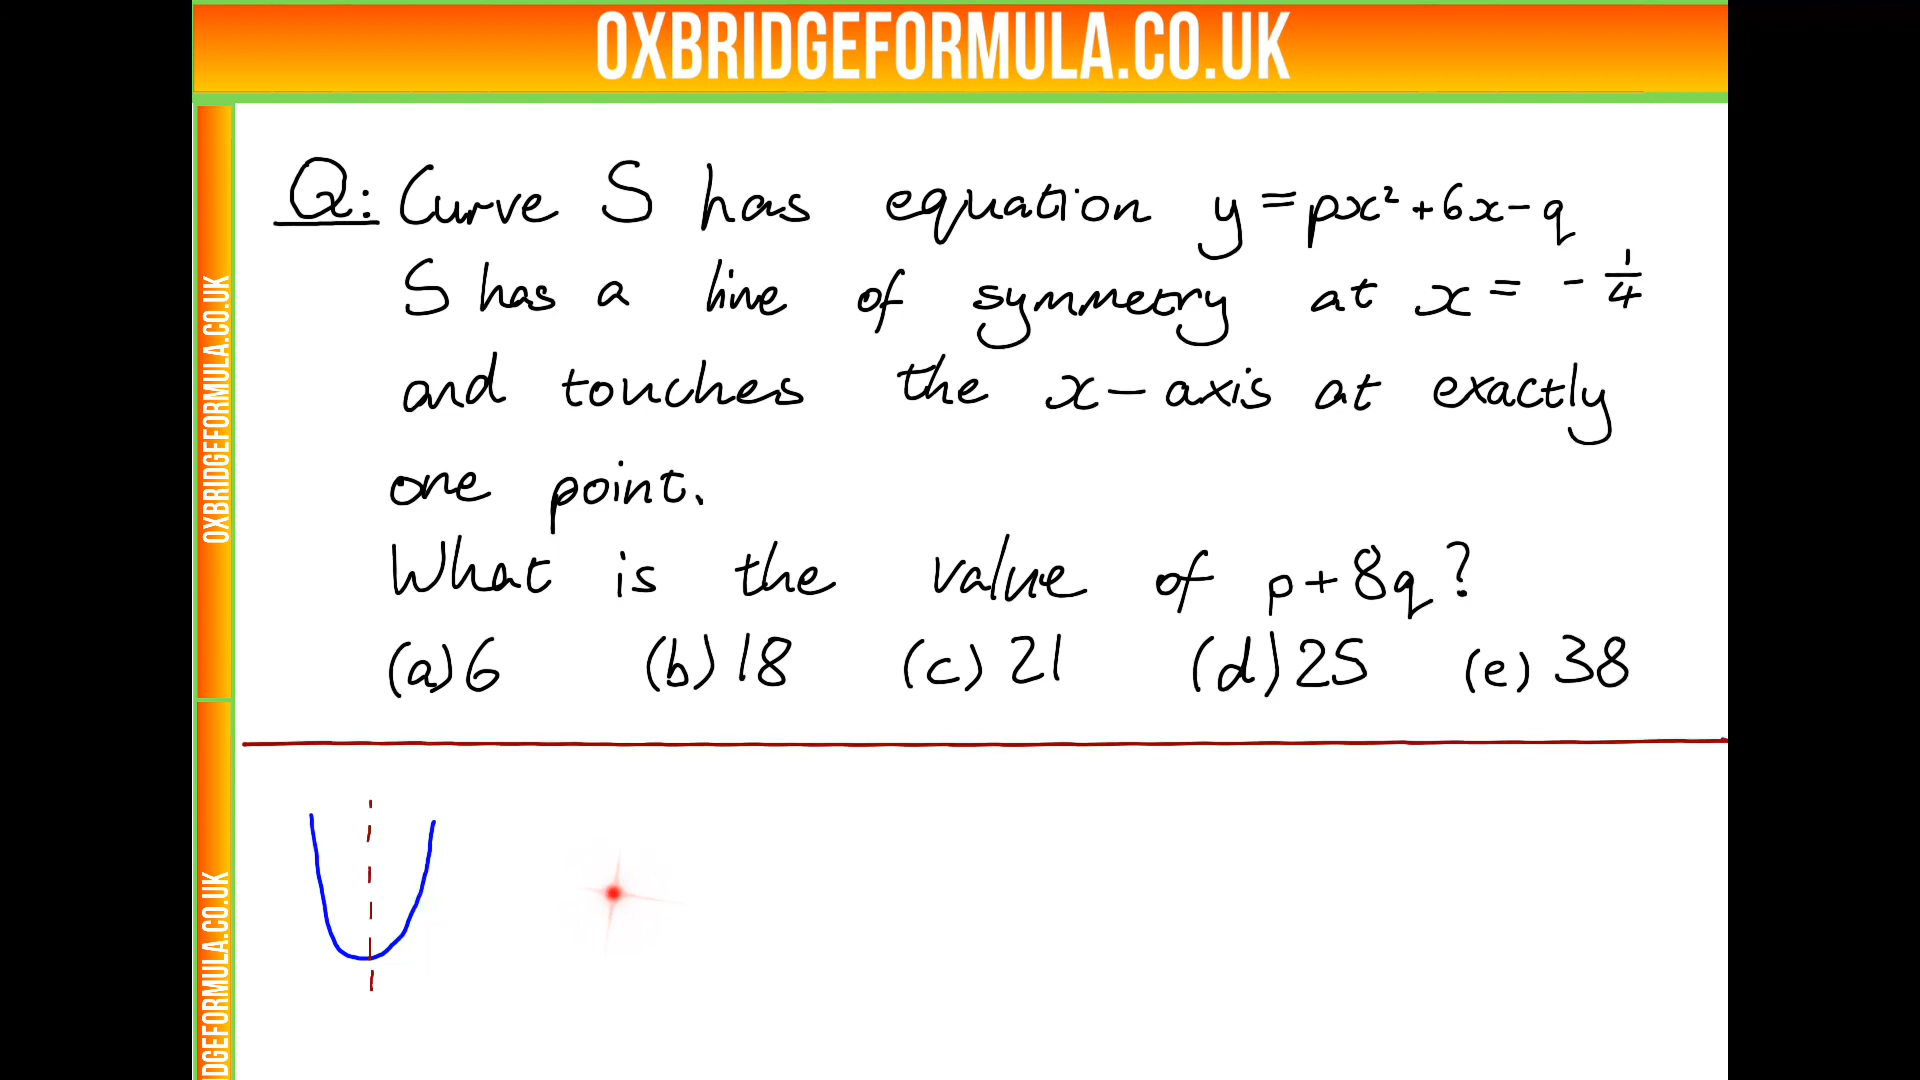 OXBRIDGEFORMULA.CO.UK
OXBRIDGEFORMULA.CO.UK
DGEFORMULA.CO.UK
Q: Curve S has equation y = px² + 6x - q
S has a line of symmetry at x = - 1/4
and touches the x-axis at exactly
one point.
What is the value of p + 8q?
(a) 6 (b) 18 (c) 21 (d) 25 (e) 38